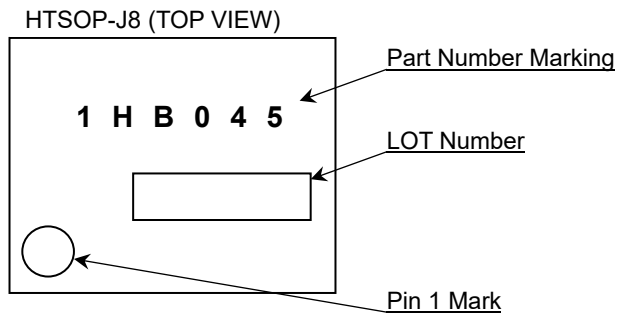 HTSOP-J8 (TOP VIEW)
Part Number Marking
1 H B 0 4 5
LOT Number
Pin 1 Mark